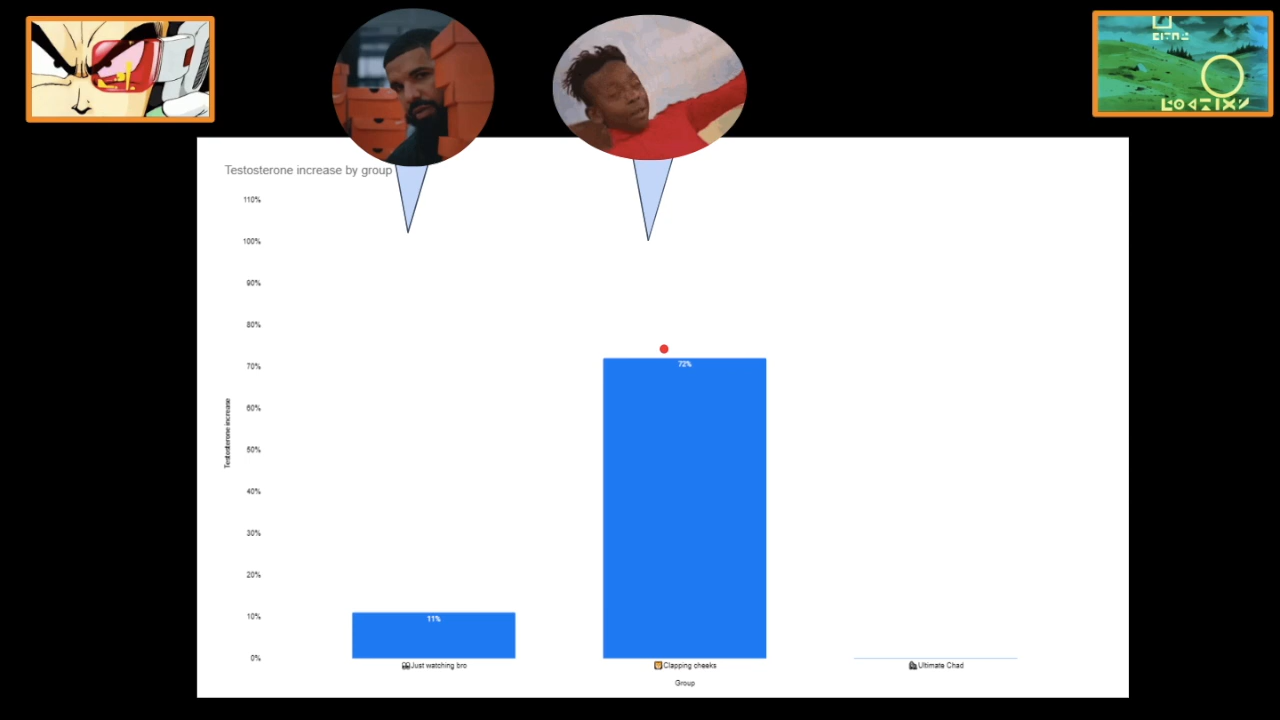 Testosterone increase by group
110%
100%
90%
80%
70%
60%
50%
40%
30%
20%
10%
0%
Testosterone increase
72%
11%
Just watching bro
Clapping cheeks
Ultimate Chad
Group